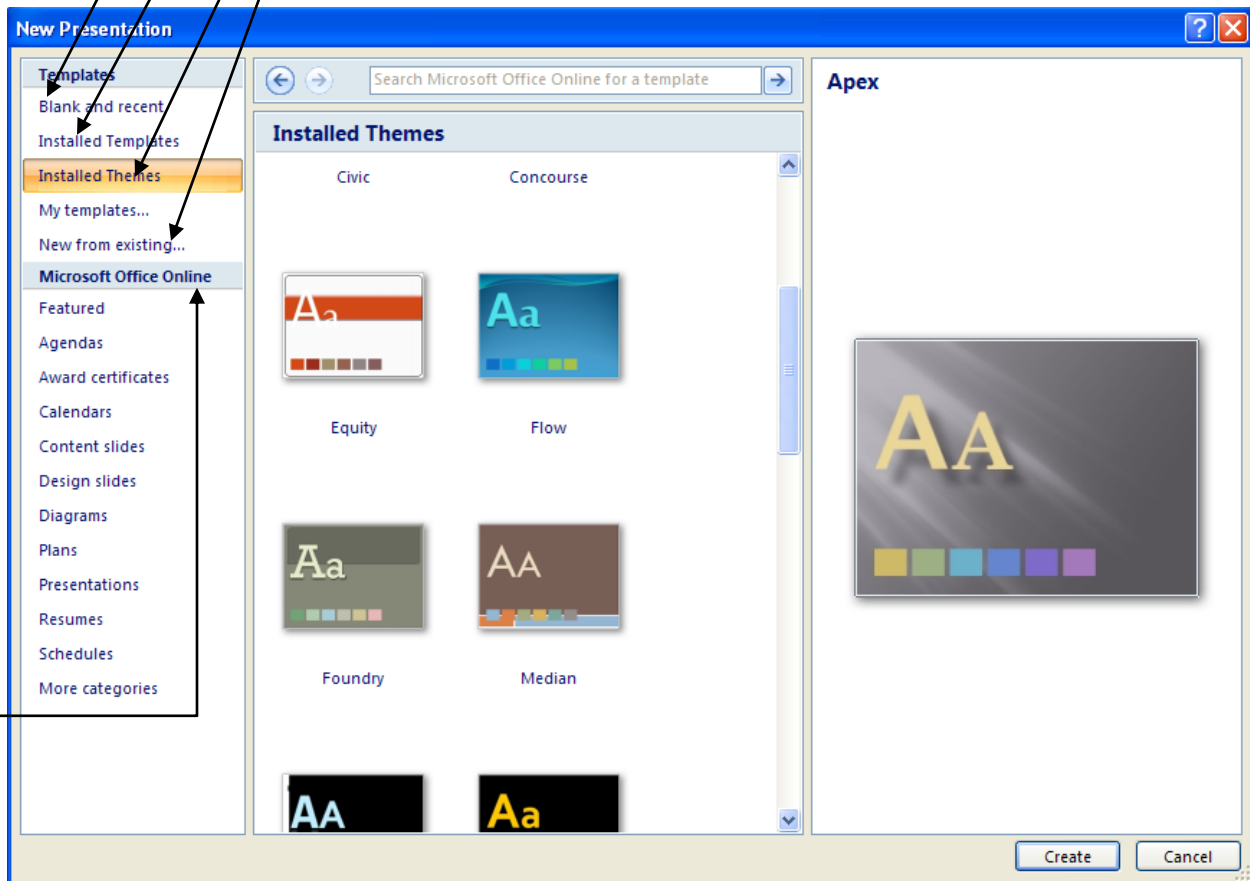 New Presentation
Templates
Blank and recent
Installed Templates
Installed Themes
My templates...
New from existing...
Microsoft Office Online
Featured
Agendas
Award certificates
Calendars
Content slides
Design slides
Diagrams
Plans
Presentations
Resumes
Schedules
More categories
Search Microsoft Office Online for a template
Installed Themes
Civic Concourse
Aa Aa
Equity Flow
Aa AA
Foundry Median
AA Aa
Apex
AA
Create Cancel